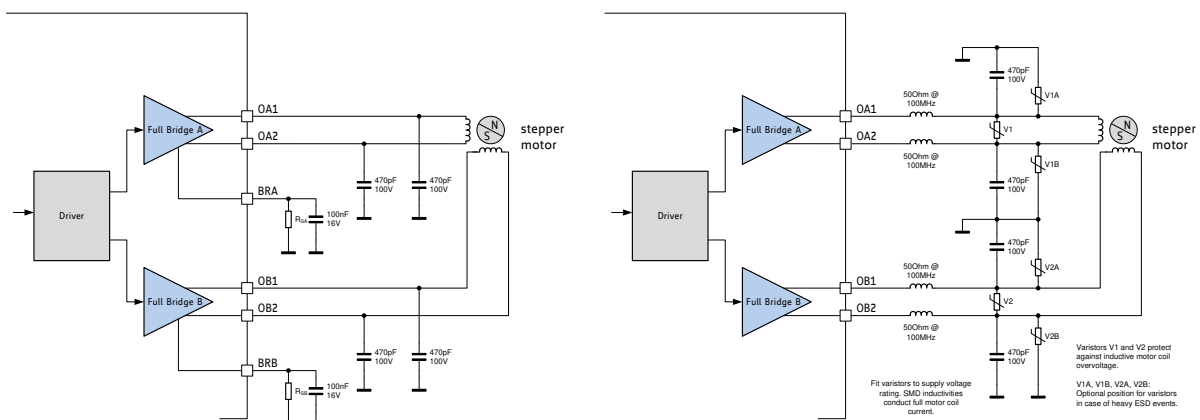 Driver
Full Bridge A
Full Bridge B
OA1
OA2
BRA
OB1
OB2
BRB
RSA
100nF
16V
RSB
100nF
16V
470pF
100V
470pF
100V
470pF
100V
470pF
100V
N
S
stepper
motor
Driver
Full Bridge A
Full Bridge B
OA1
OA2
OB1
OB2
50Ohm @
100MHz
50Ohm @
100MHz
50Ohm @
100MHz
50Ohm @
100MHz
470pF
100V
V1A
V1
V1B
470pF
100V
470pF
100V
V2A
V2
V2B
470pF
100V
N
S
stepper
motor
Fit varistors to supply voltage
rating. SMD inductivities
conduct full motor coil
current.
Varistors V1 and V2 protect
against inductive motor coil
overvoltage.
V1A, V1B, V2A, V2B:
Optional position for varistors
in case of heavy ESD events.